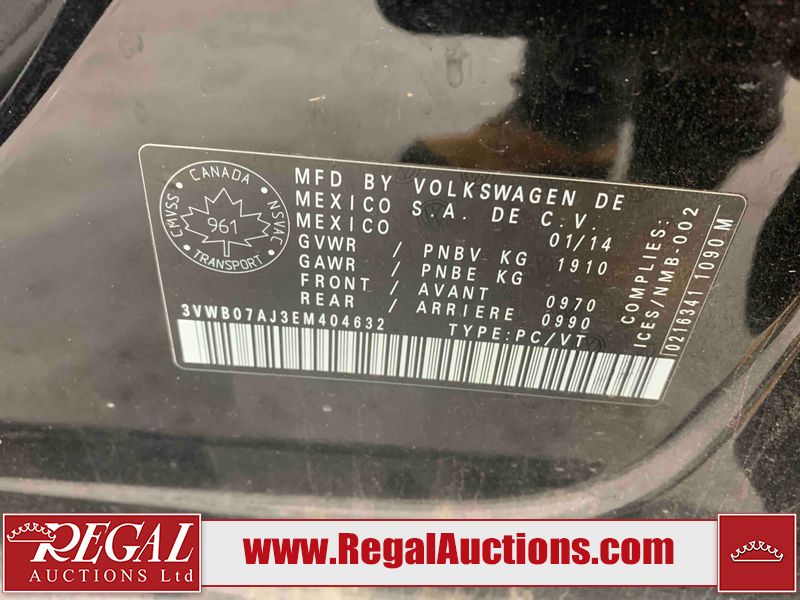 CANADA
CMVSS
NSVAC
961
TRANSPORT
MFD BY VOLKSWAGEN DE
MEXICO S.A. DE C.V.
MEXICO 01/14
GVWR / PNBV KG 1910
GAWR / PNBE KG
FRONT / AVANT 0970
REAR / ARRIERE 0990
3VWB07AJ3EM404632 TYPE:PC/VT
COMPLIES:
ICES/NMB-002
0216341 1090 M
REGAL
AUCTIONS Ltd
www.RegalAuctions.com